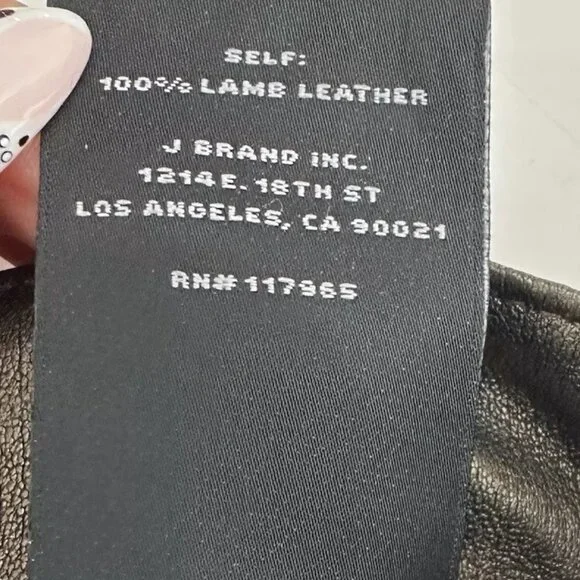 SELF:
100% LAMB LEATHER
J BRAND INC.
1214 E. 18TH ST
LOS ANGELES, CA 90021
RN# 117965